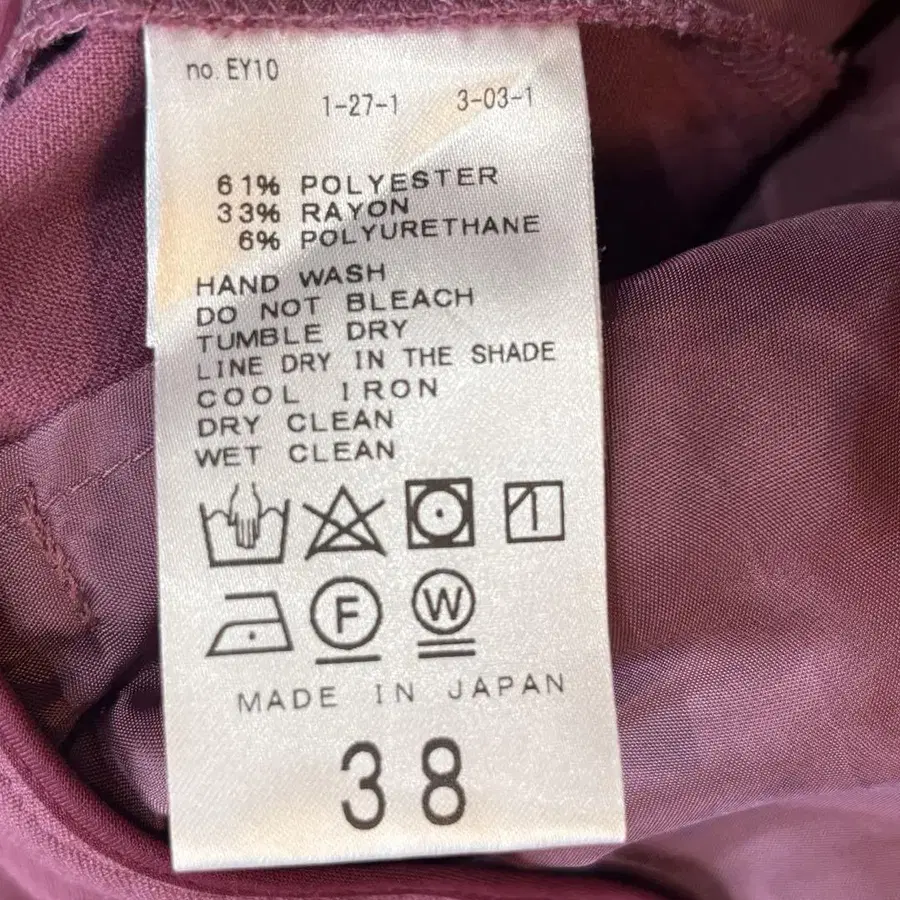 no. EY10
1-27-1 3-03-1
61% POLYESTER
33% RAYON
6% POLYURETHANE
HAND WASH
DO NOT BLEACH
TUMBLE DRY
LINE DRY IN THE SHADE
COOL IRON
DRY CLEAN
WET CLEAN
F W
MADE IN JAPAN
38